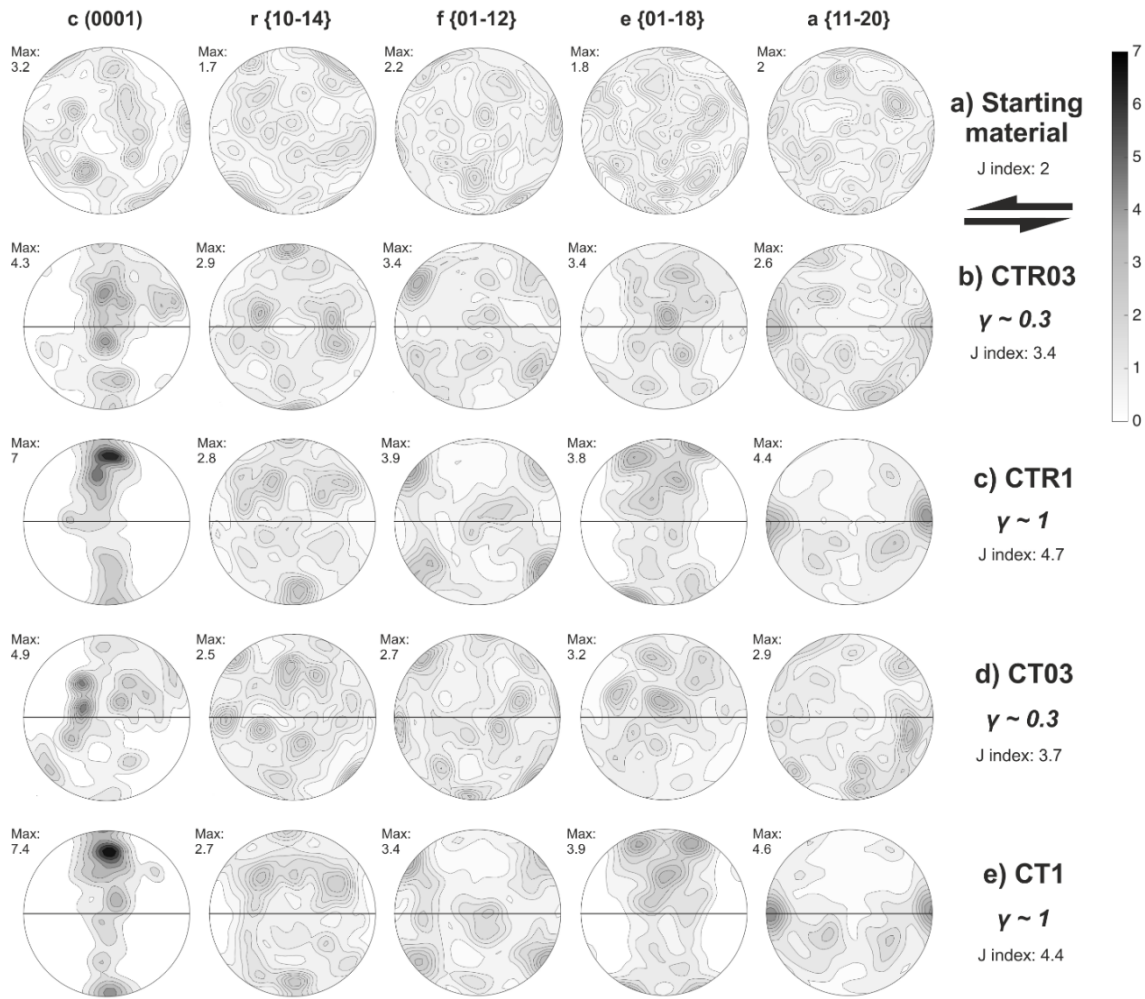 c (0001) r {10-14} f {01-12} e {01-18} a {11-20}
Max: Max: Max: Max: Max:
3.2 1.7 2.2 1.8 2
7
6
5
4
3
2
1
0
a) Starting
material
J index: 2
Max: Max: Max: Max: Max:
4.3 2.9 3.4 3.4 2.6
b) CTR03
γ ~ 0.3
J index: 3.4
Max: Max: Max: Max: Max:
7 2.8 3.9 3.8 4.4
c) CTR1
γ ~ 1
J index: 4.7
Max: Max: Max: Max: Max:
4.9 2.5 2.7 3.2 2.9
d) CT03
γ ~ 0.3
J index: 3.7
Max: Max: Max: Max: Max:
7.4 2.7 3.4 3.9 4.6
e) CT1
γ ~ 1
J index: 4.4